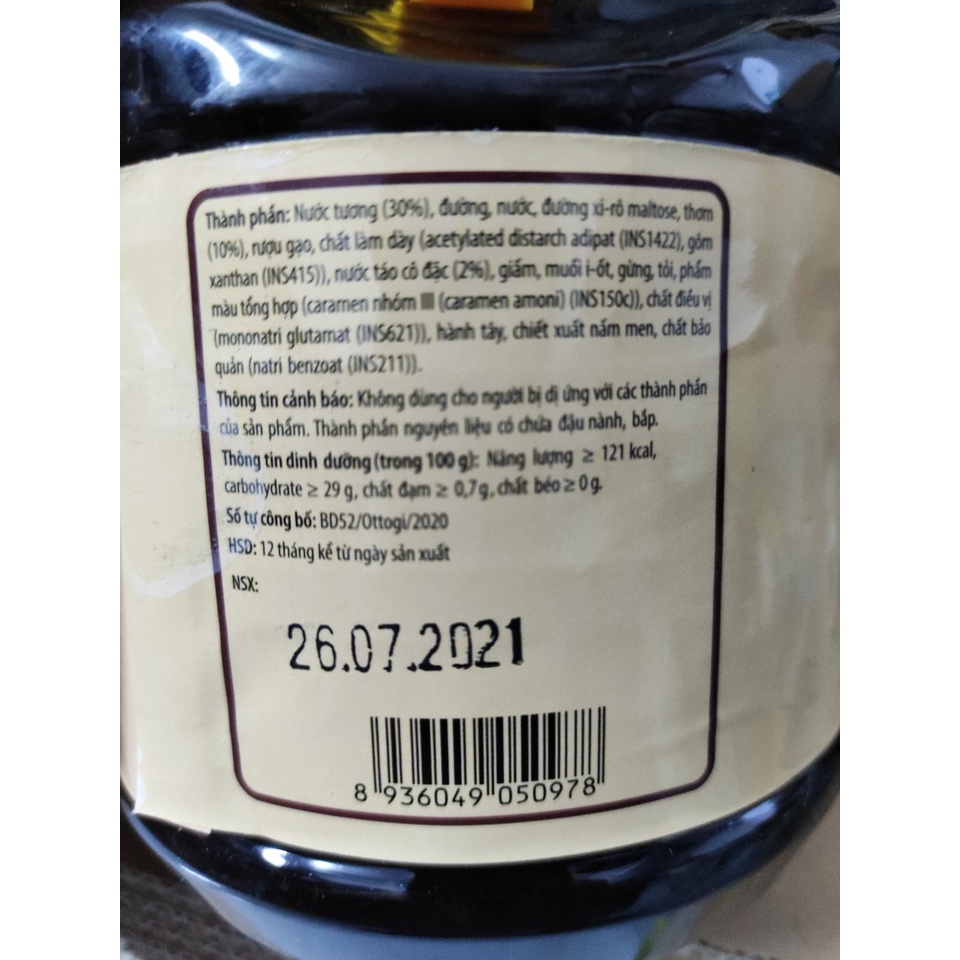 Thành phần: Nước tương (30%), đường, nước, đường xi-rô maltose, thơm
(10%), rượu gạo, chất làm dày (acetylated distarch adipat (INS1422), gôm
xanthan (INS415)), nước táo cô đặc (2%), giấm, muối i-ốt, gừng, tỏi, phẩm
màu tổng hợp (caramen nhóm III (caramen amoni) (INS150c)), chất điều vị
(mononatri glutamat (INS621)), hành tây, chiết xuất nấm men, chất bảo
quản (natri benzoat (INS211)).
Thông tin cảnh báo: Không dùng cho người bị dị ứng với các thành phần
của sản phẩm. Thành phần nguyên liệu có chứa đậu nành, bắp.
Thông tin dinh dưỡng (trong 100 g): Năng lượng ≥ 121 kcal,
carbohydrate ≥ 29 g, chất đạm ≥ 0,7 g, chất béo ≥ 0 g.
Số tự công bố: BD52/Ottogi/2020
HSD: 12 tháng kể từ ngày sản xuất
NSX:
26.07.2021
8 936049 050978